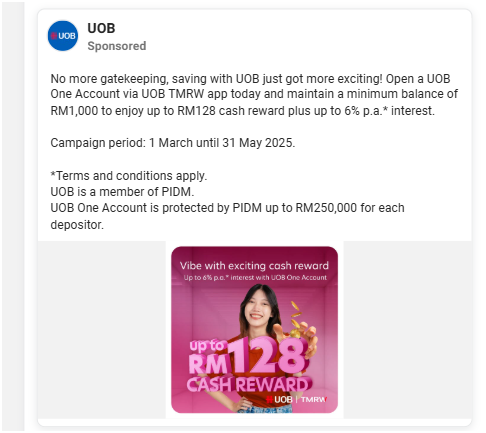 UOB
UOB
Sponsored
No more gatekeeping, saving with UOB just got more exciting! Open a UOB
One Account via UOB TMRW app today and maintain a minimum balance of
RM1,000 to enjoy up to RM128 cash reward plus up to 6% p.a.* interest.
Campaign period: 1 March until 31 May 2025.
*Terms and conditions apply.
UOB is a member of PIDM.
UOB One Account is protected by PIDM up to RM250,000 for each
depositor.
Vibe with exciting cash reward
Up to 6% p.a.* interest with UOB One Account
up to
RM128
CASH REWARD
UOB | TMRW